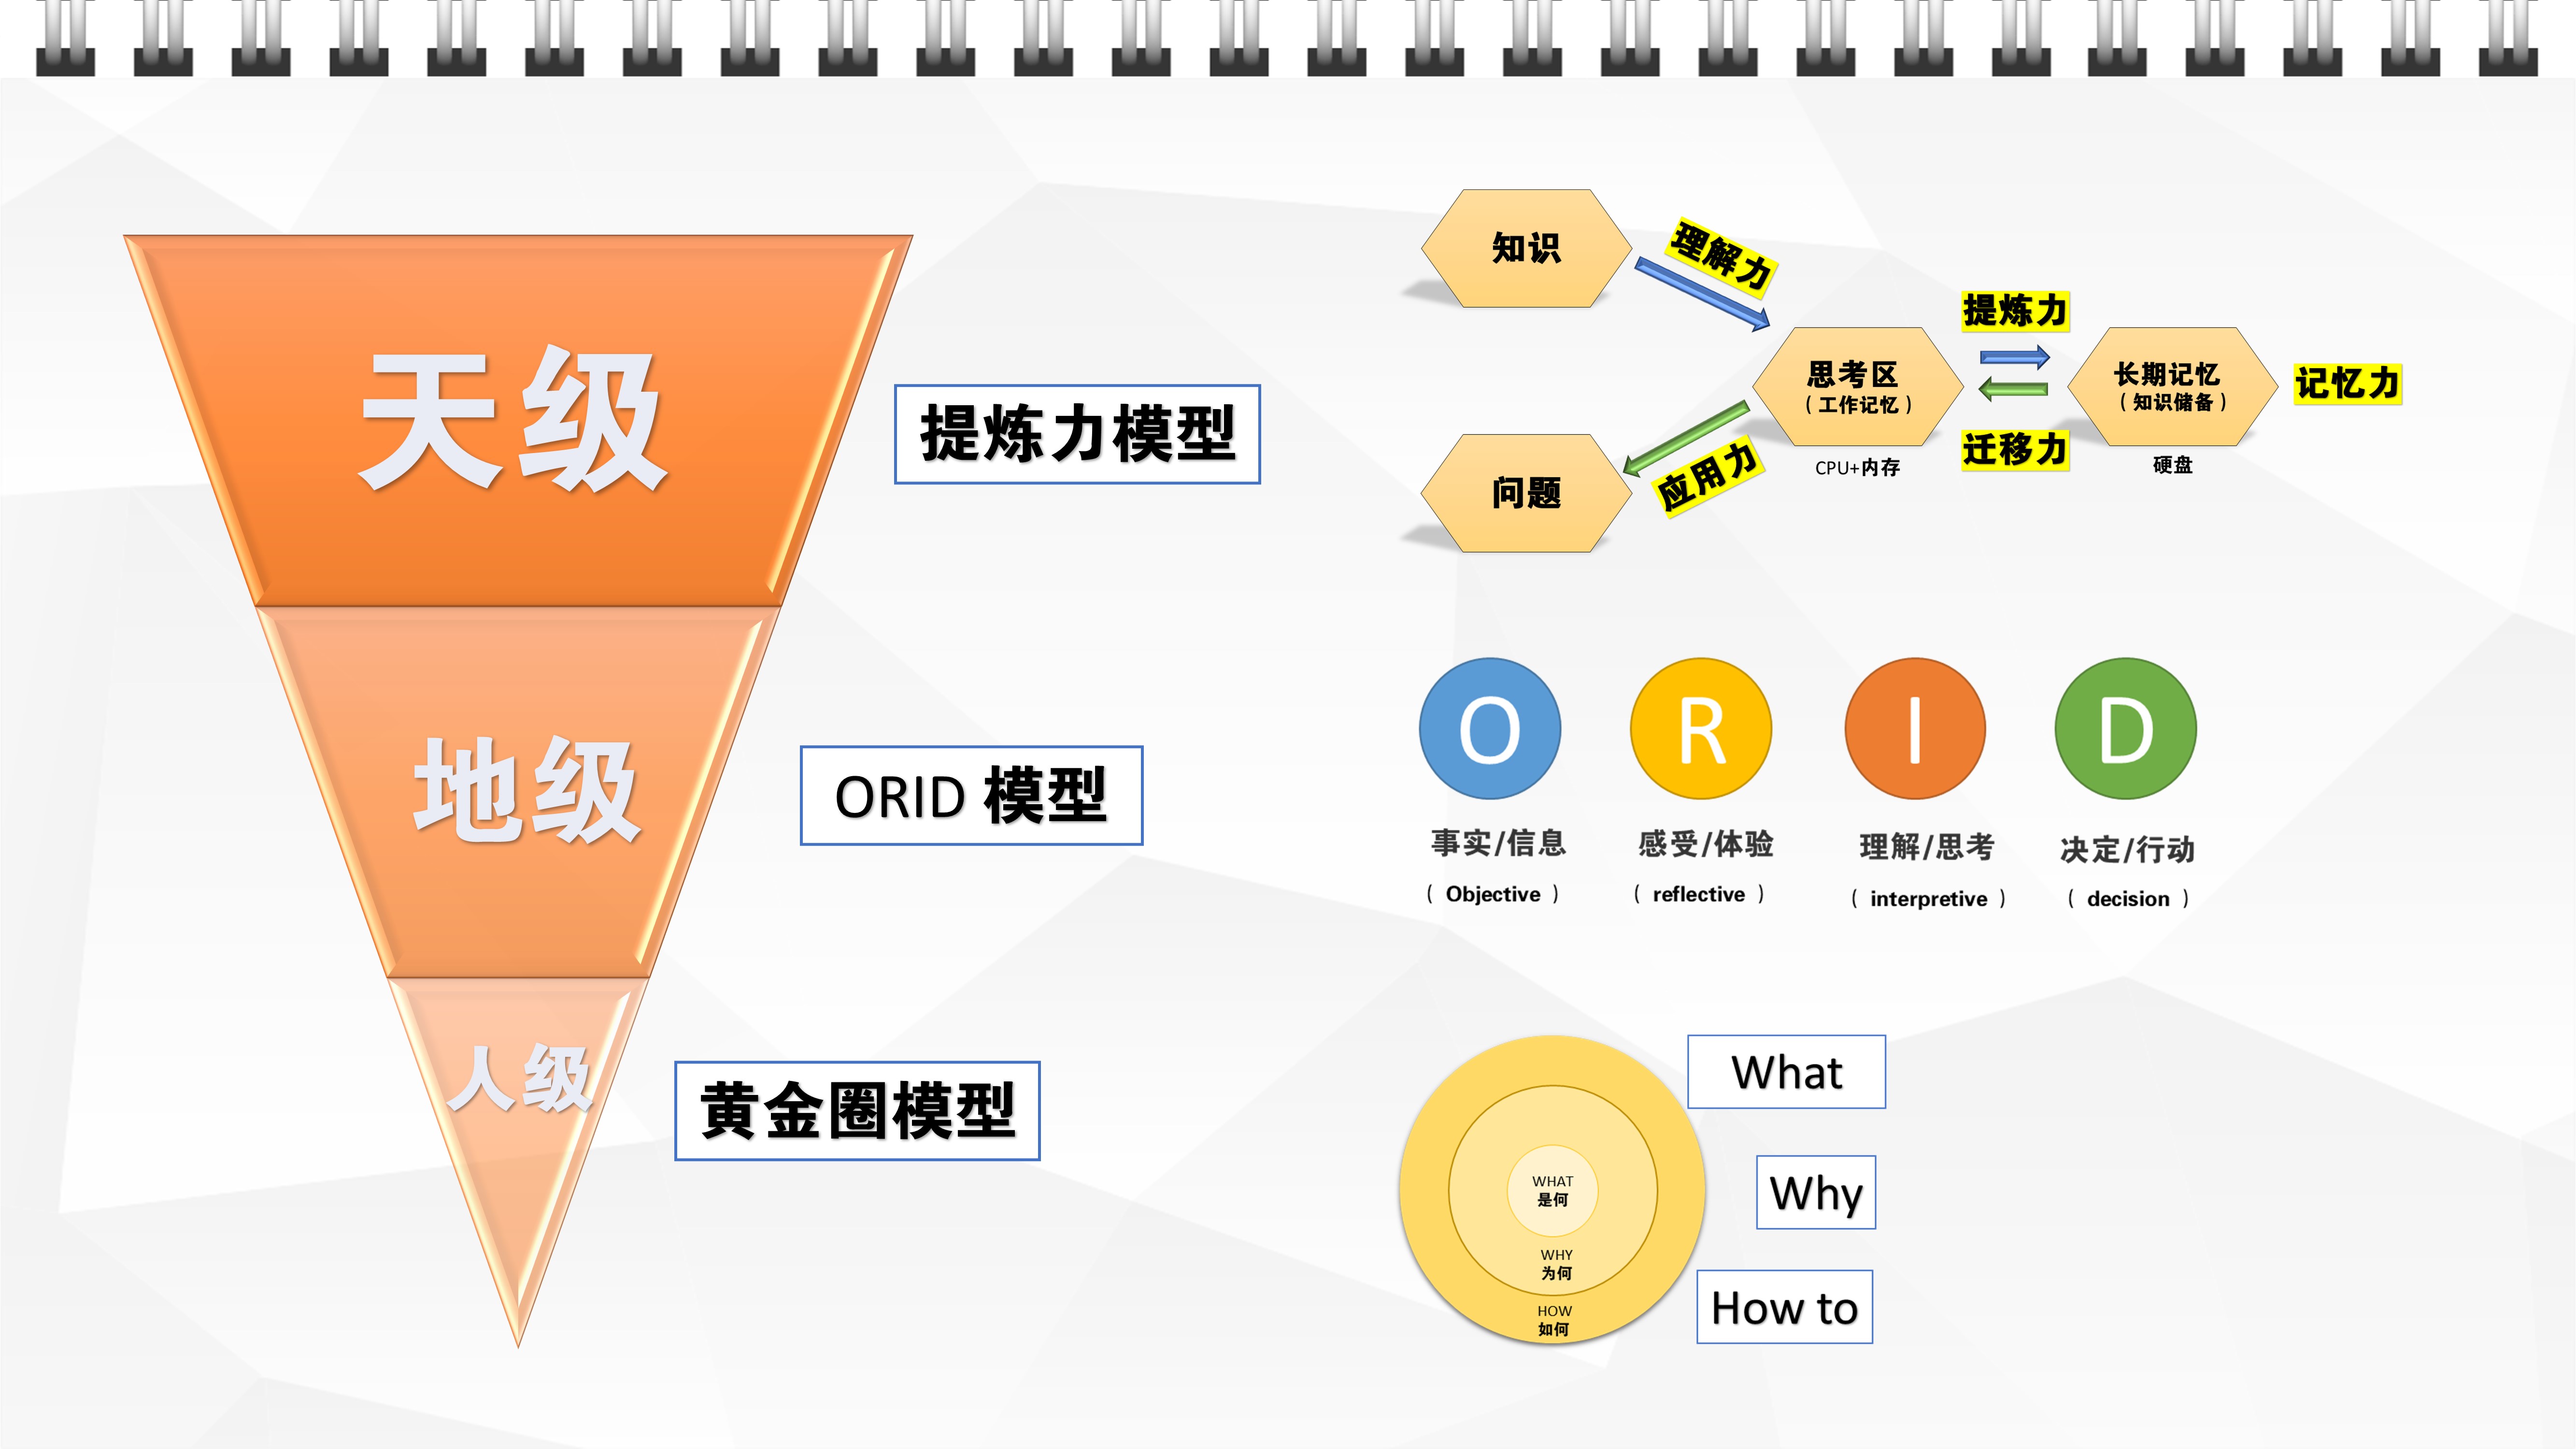 天级
提炼力模型
知识
理解力
思考区
（工作记忆）
CPU+内存
提炼力
迁移力
长期记忆
（知识储备）
硬盘
记忆力
应用力
问题
地级
ORID 模型
O
R
I
D
事实/信息
感受/体验
理解/思考
决定/行动
（ Objective ）
（ reflective ）
（ interpretive ）
（ decision ）
人级
黄金圈模型
WHAT
是何
WHY
为何
HOW
如何
What
Why
How to